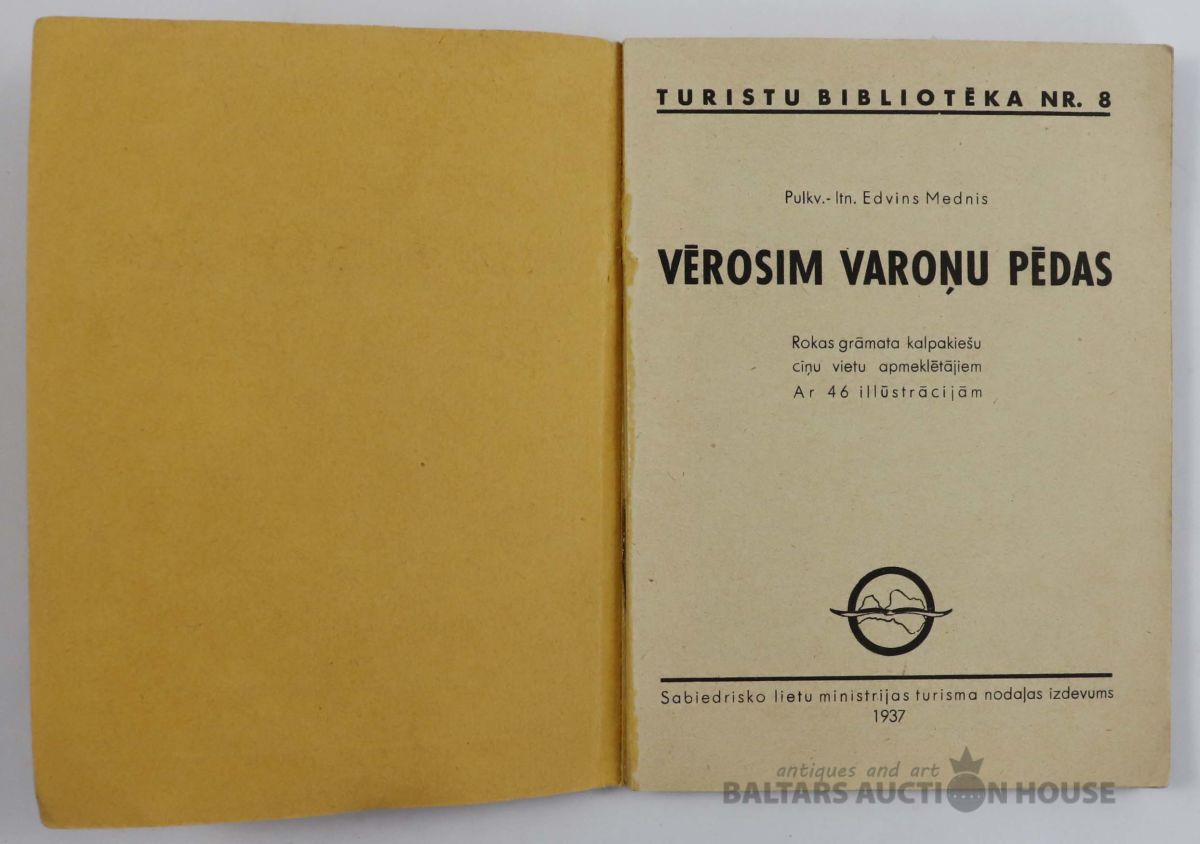 TURISTU BIBLIOTĒKA NR. 8
Pulkv.-ltn. Edvins Mednis
VĒROSIM VAROŅU PĒDAS
Rokas grāmata kalpakiešu
cīņu vietu apmeklētājiem
Ar 46 illūstrācijām
Sabiedrisko lietu ministrijas turisma nodaļas izdevums
1937
antiques and art
BALTARS AUCTION HOUSE